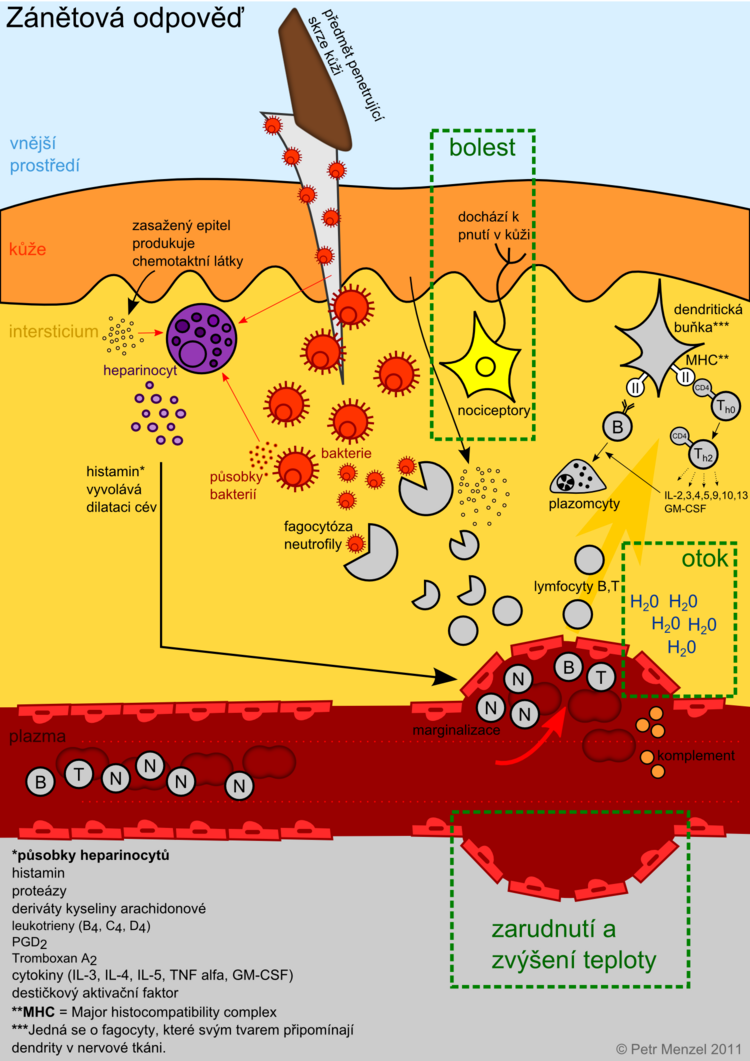 Zánětová odpověď
předmět penetrující
skrze kůži
vnější
prostředí
bolest
dochází k
pnutí v kůži
zasažený epitel
produkuje
chemotaktní látky
kůže
intersticium
heparinocyt
dendritická
buňka***
MHC**
II
II
CD4
Th0
B
CD4
Th2
nociceptory
bakterie
působky
bakterií
histamin*
vyvolává
dilataci cév
plazomcyty
IL-2,3,4,5,9,10,13
GM-CSF
fagocytóza
neutrofily
lymfocyty B,T
otok
H20 H20
H20 H20
H20
N
B
T
N
N
marginalizace
plazma
komplement
B
T
N
N
N
N
*působky heparinocytů
histamin
proteázy
deriváty kyseliny arachidonové
leukotrieny (B4, C4, D4)
PGD2
Tromboxan A2
cytokiny (IL-3, IL-4, IL-5, TNF alfa, GM-CSF)
destičkový aktivační faktor
**MHC = Major histocompatibility complex
***Jedná se o fagocyty, které svým tvarem připomínají
dendrity v nervové tkáni.
zarudnutí a
zvýšení teploty
© Petr Menzel 2011